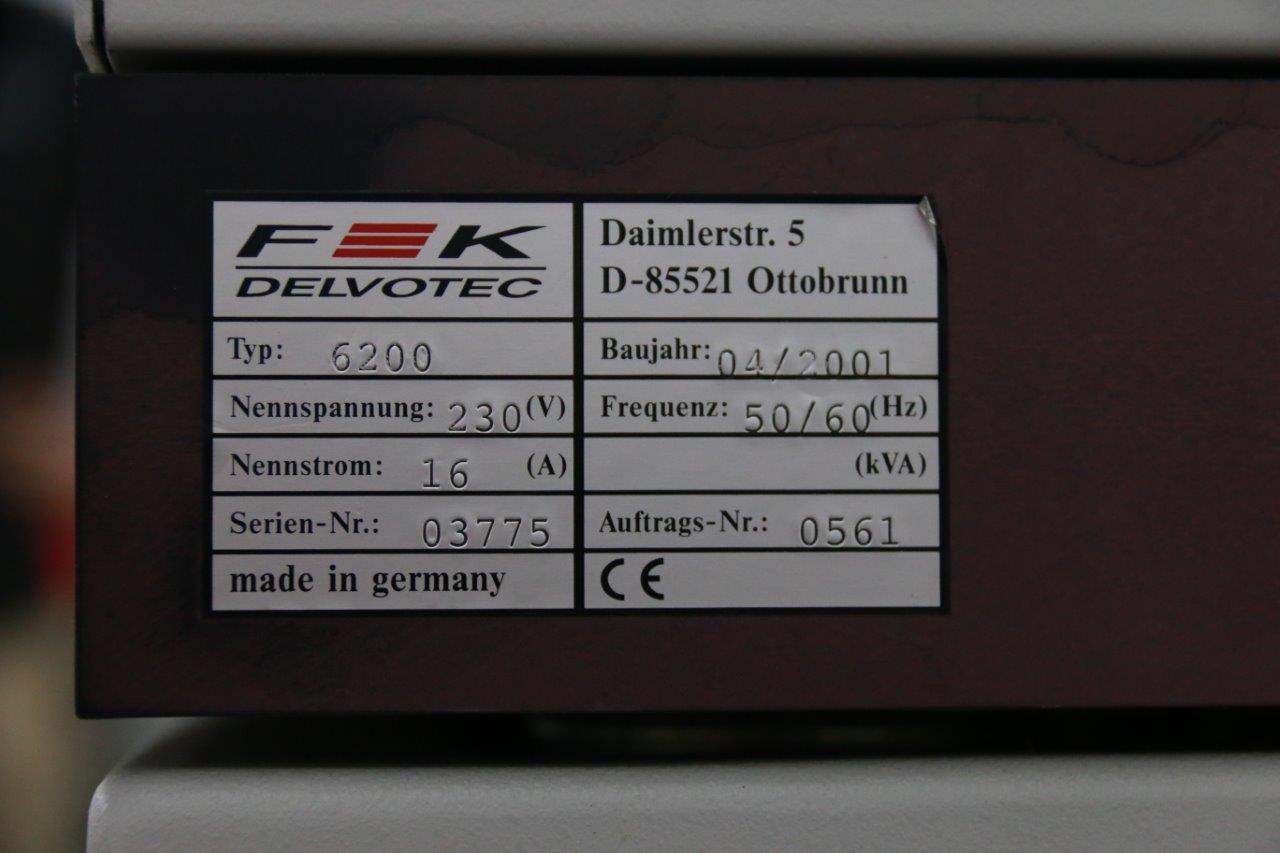 F&K
DELVOTEC
Daimlerstr. 5
D-85521 Ottobrunn
Typ: 6200
Baujahr: 04/2001
Nennspannung: 230 (V)
Frequenz: 50/60 (Hz)
Nennstrom: 16 (A)
(kVA)
Serien-Nr.: 03775
Auftrags-Nr.: 0561
made in germany
CE